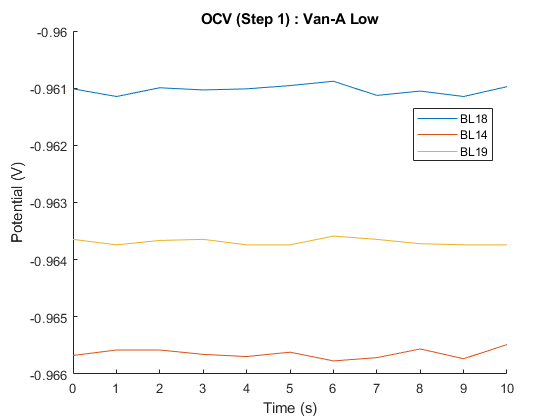 OCV (Step 1) : Van-A Low
-0.96
-0.961
-0.962
-0.963
-0.964
-0.965
-0.966
Potential (V)
BL18
BL14
BL19
0 1 2 3 4 5 6 7 8 9 10
Time (s)